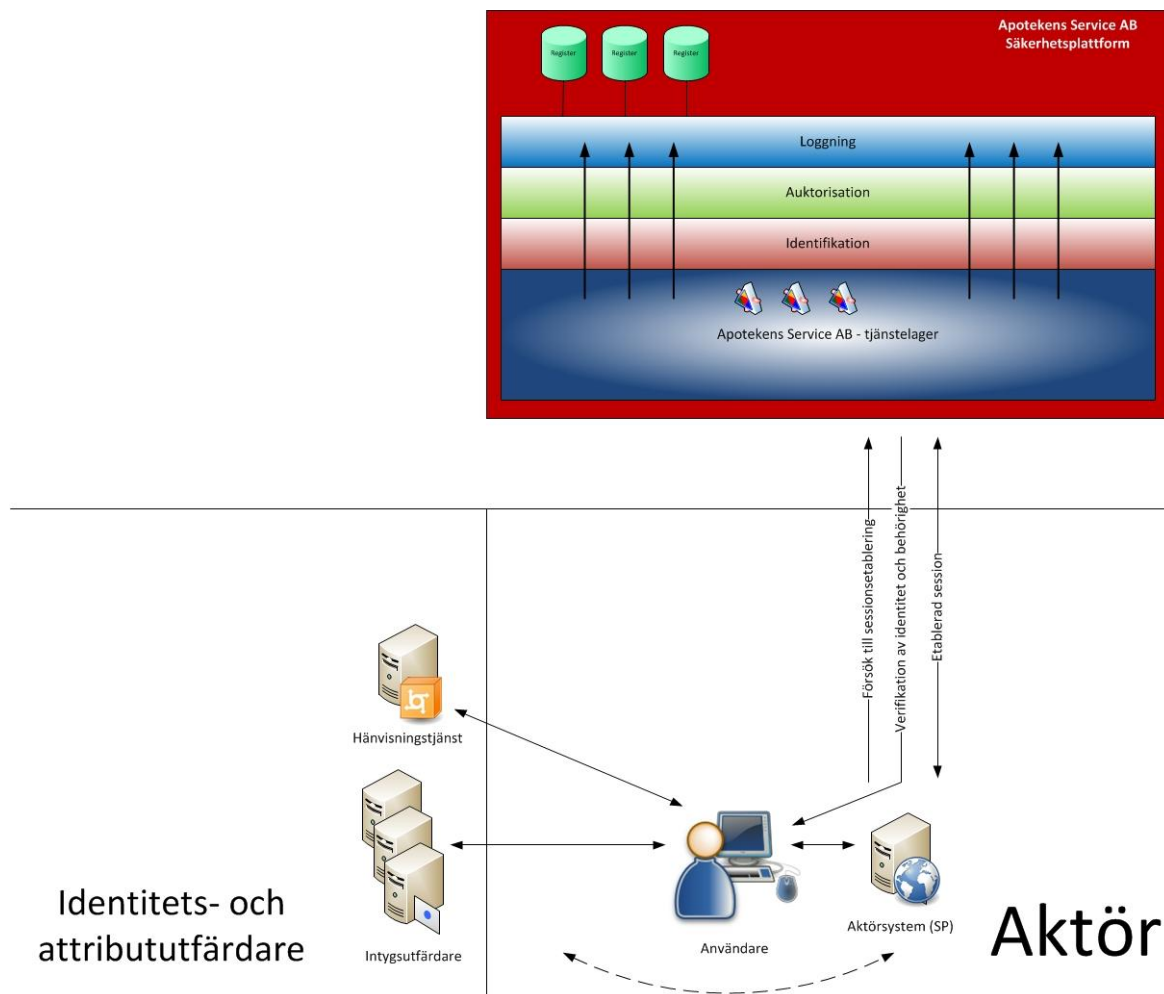 Apotekens Service AB
Säkerhetsplattform
Register
Register
Register
Loggning
Auktorisation
Identifikation
Apotekens Service AB - tjänstelager
Försök till sessionsetablering
Verifikation av identitet och behörighet
Etablerad session
Hänvisningstjänst
Identitets- och
attribututfärdare
Intygsutfärdare
Användare
Aktörsystem (SP)
Aktör